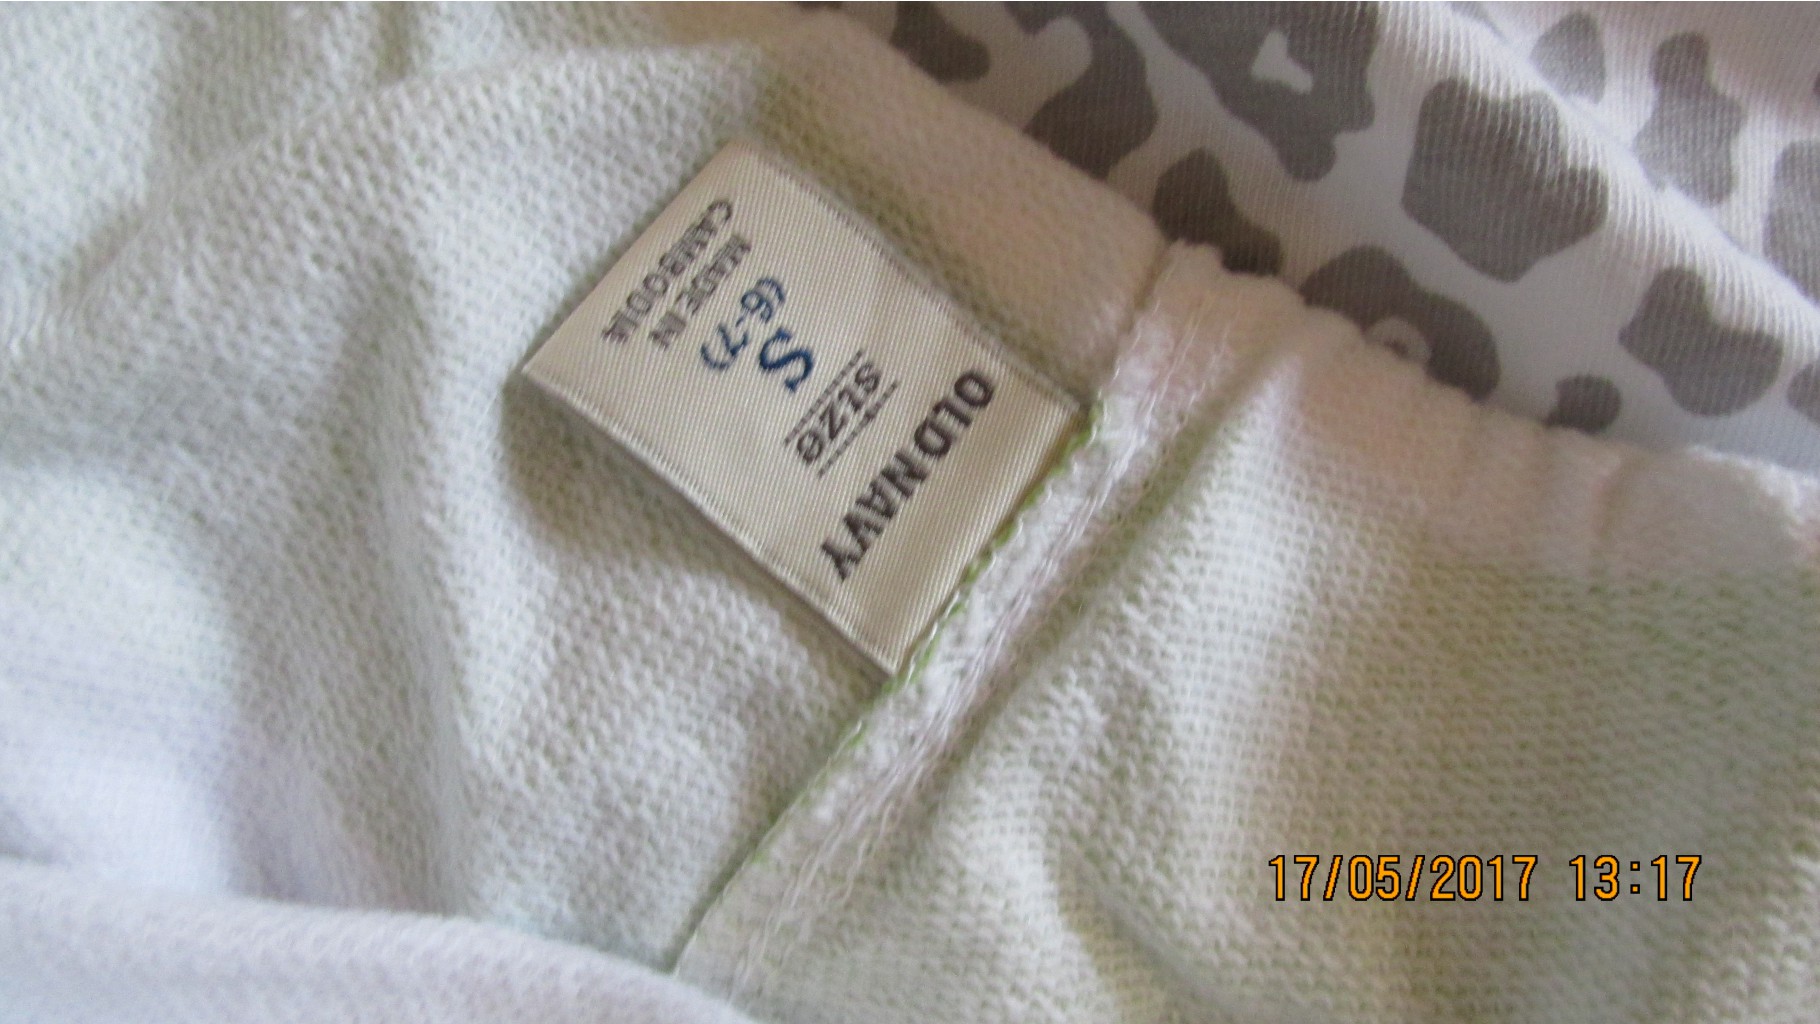 OLD NAVY
SIZE
S
(6-7)
MADE IN
CAMBODIA
17/05/2017 13:17